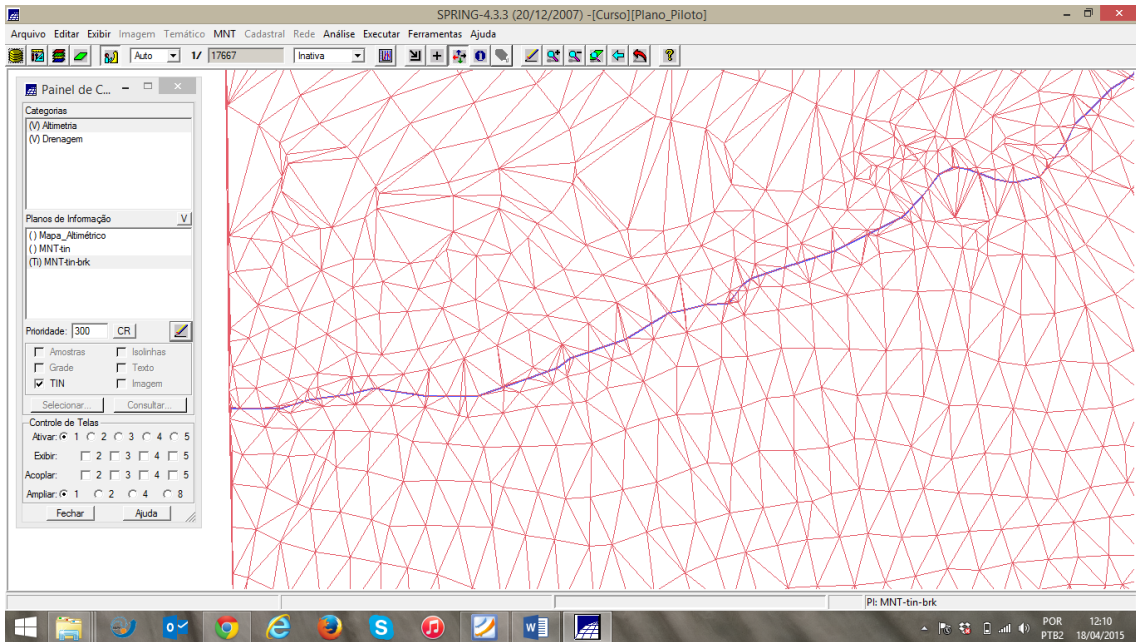 SPRING-4.3.3 (20/12/2007) -[Curso][Plano_Piloto]
Arquivo Editar Exibir Imagem Temático MNT Cadastral Rede Análise Executar Ferramentas Ajuda
Auto 1/ 17667 Inativa
Painel de C...
Categorias
(V) Altimetria
(V) Drenagem
Planos de Informação V
( ) Mapa_Altimétrico
( ) MNT-tin
(Ti) MNT-tin-brk
Prioridade: 300 CR
Amostras Isolinhas
Grade Texto
TIN Imagem
Selecionar... Consultar...
Controle de Telas
Ativar: 1 2 3 4 5
Exibir: 2 3 4 5
Acoplar: 2 3 4 5
Ampliar: 1 2 4 8
Fechar Ajuda
PI: MNT-tin-brk
POR 12:10
PTB2 18/04/2015